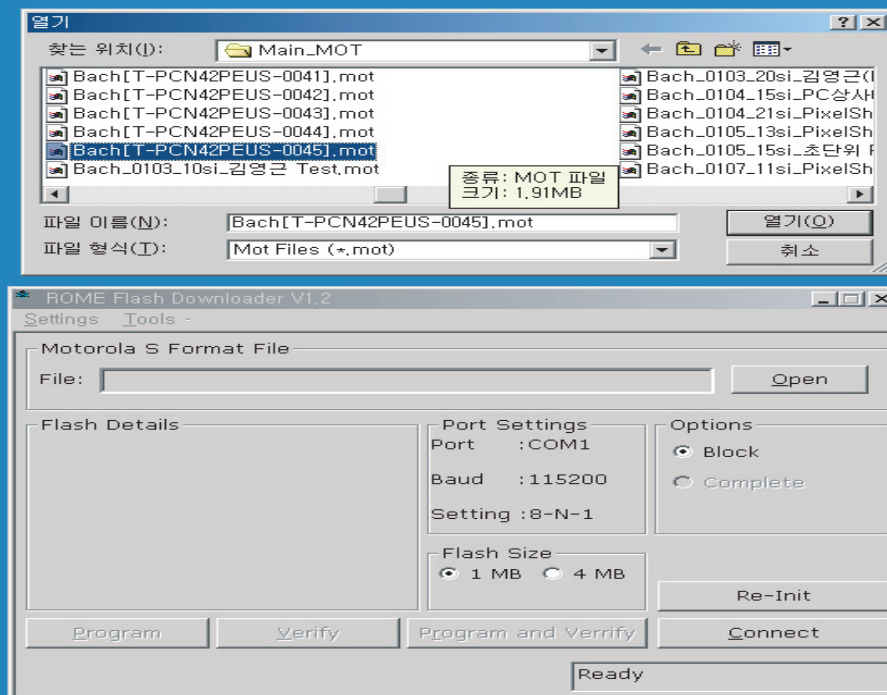 열기
찾는 위치(I): Main_MOT
Bach[T-PCN42PEUS-0041].mot
Bach[T-PCN42PEUS-0042].mot
Bach[T-PCN42PEUS-0043].mot
Bach[T-PCN42PEUS-0044].mot
Bach[T-PCN42PEUS-0045].mot
Bach_0103_10si_김영근 Test.mot
Bach_0103_20si_김영근(
Bach_0104_15si_PC상사
Bach_0104_21si_PixelSh
Bach_0105_13si_PixelSh
Bach_0105_15si_초단위
Bach_0107_11si_PixelSh
종류: MOT 파일
크기: 1.91MB
파일 이름(N): Bach[T-PCN42PEUS-0045].mot 열기(O)
파일 형식(T): Mot Files (*.mot) 취소
ROME Flash Downloader V1.2
Settings Tools -
Motorola S Format File
File: Open
Flash Details
Port Settings
Port :COM1
Baud :115200
Setting :8-N-1
Options
Block
Complete
Flash Size
1 MB 4 MB
Re-Init
Program Verify Program and Verrify Connect
Ready